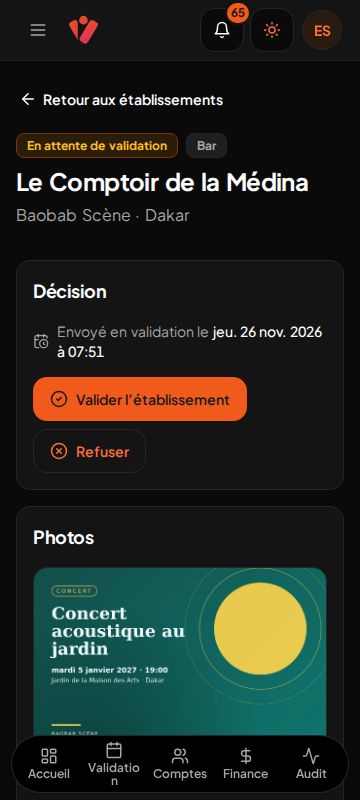 65
ES
Retour aux établissements
En attente de validation
Bar
Le Comptoir de la Médina
Baobab Scène · Dakar
Décision
Envoyé en validation le jeu. 26 nov. 2026
à 07:51
Valider l'établissement
Refuser
Photos
CONCERT
Concert
acoustique au
jardin
mardi 5 janvier 2027 · 19:00
Jardin de la Maison des Arts · Dakar
BAOBAB SCÈNE
Accueil
Validatio
n
Comptes
Finance
Audit